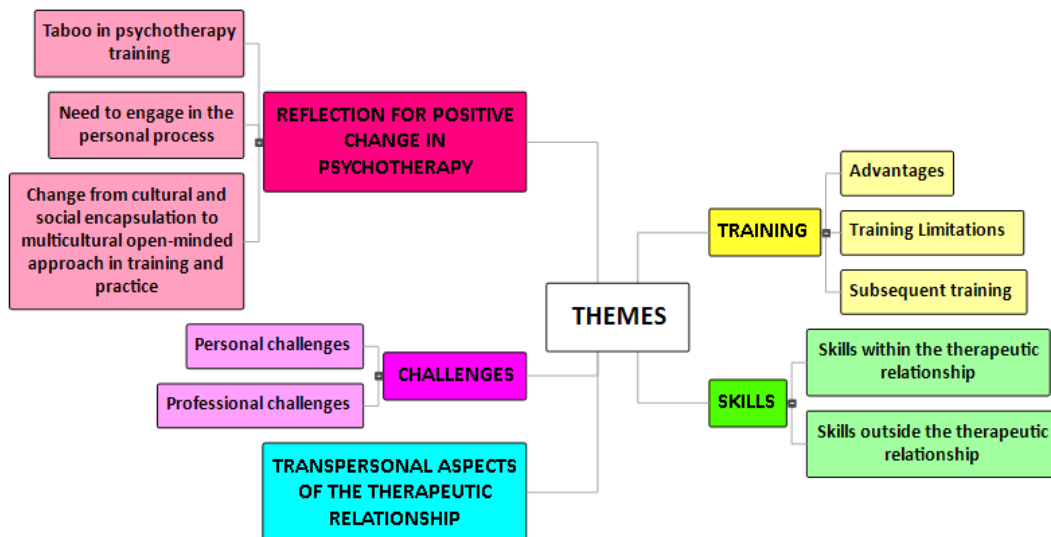 Taboo in psychotherapy
training
Need to engage in the
personal process
Change from cultural and
social encapsulation to
multicultural open-minded
approach in training and
practice
REFLECTION FOR POSITIVE
CHANGE IN
PSYCHOTHERAPY
Personal challenges
Professional challenges
CHALLENGES
TRANSPERSONAL ASPECTS
OF THE THERAPEUTIC
RELATIONSHIP
THEMES
TRAINING
Advantages
Training Limitations
Subsequent training
SKILLS
Skills within the therapeutic
relationship
Skills outside the therapeutic
relationship